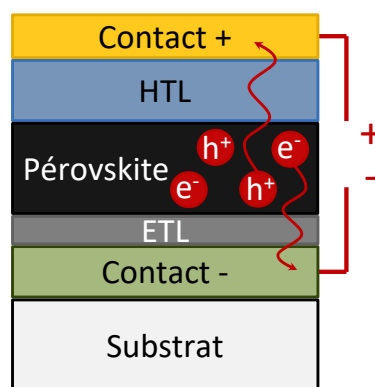 Contact +
HTL
h⁺ e⁻
Pérovskite
e⁻ h⁺
ETL
Contact -
Substrat
+
-